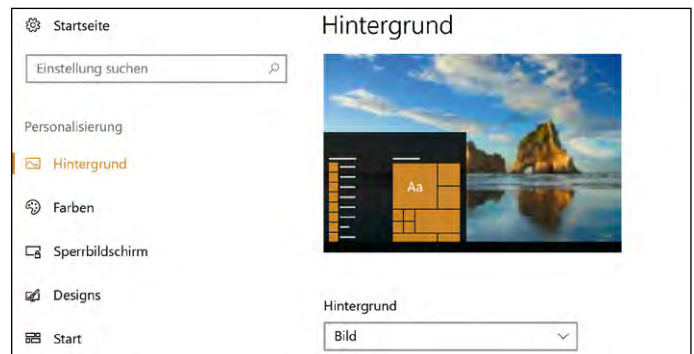 Startseite
Einstellung suchen
Personalisierung
Hintergrund
Farben
Sperrbildschirm
Designs
Start
Hintergrund
Aa
Hintergrund
Bild